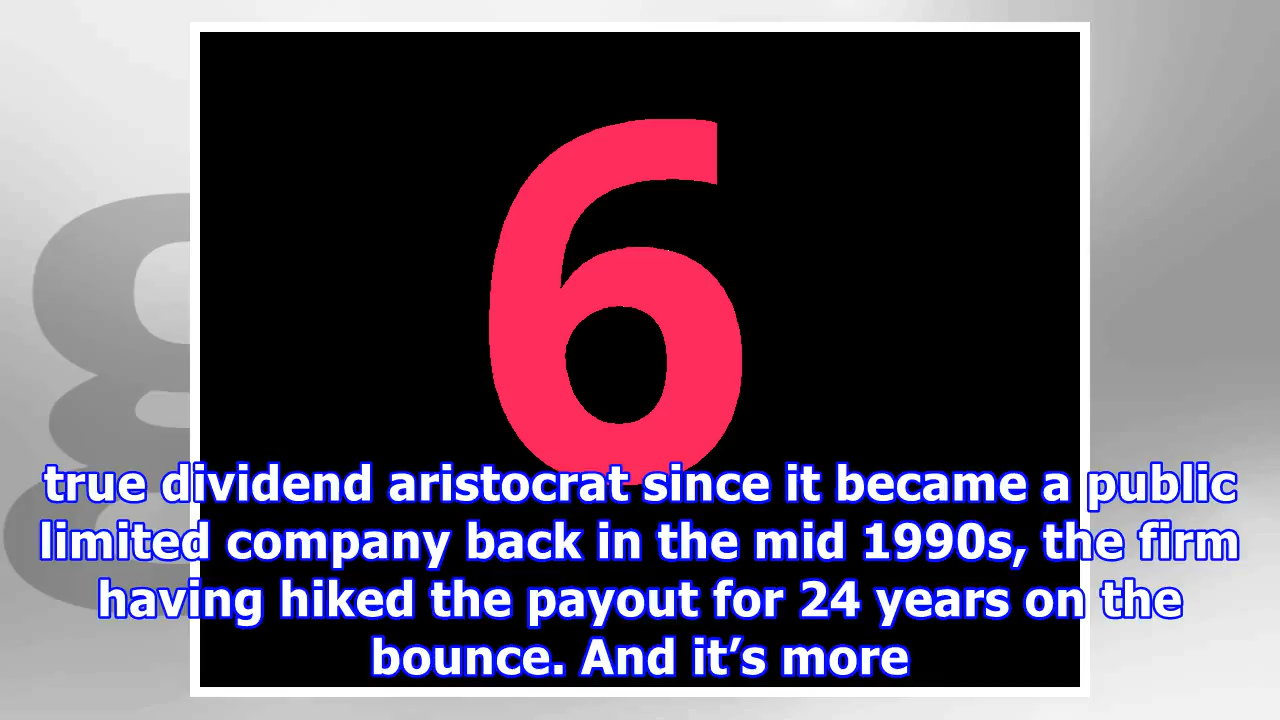 6
true dividend aristocrat since it became a public
limited company back in the mid 1990s, the firm
having hiked the payout for 24 years on the
bounce. And it’s more